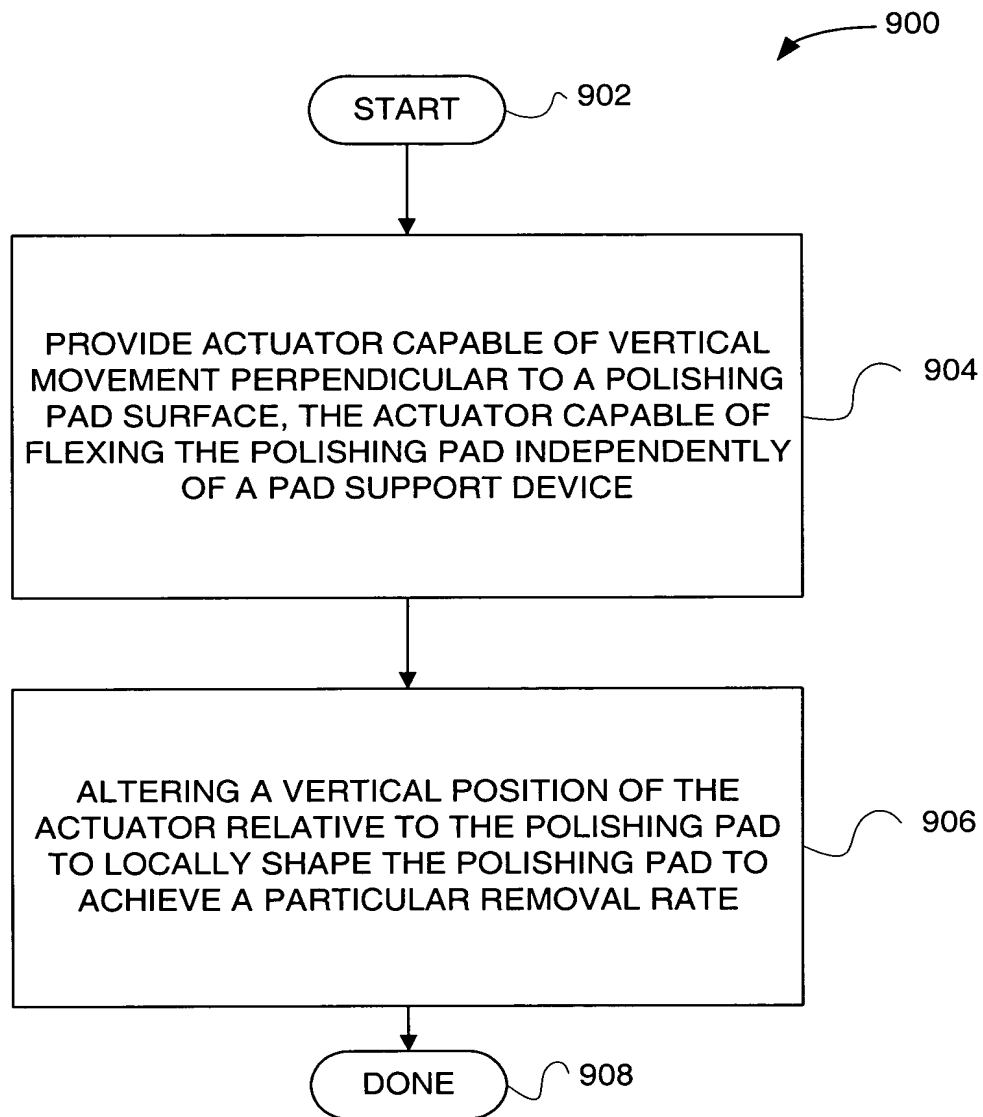 900
START
902
PROVIDE ACTUATOR CAPABLE OF VERTICAL
MOVEMENT PERPENDICULAR TO A POLISHING
PAD SURFACE, THE ACTUATOR CAPABLE OF
FLEXING THE POLISHING PAD INDEPENDENTLY
OF A PAD SUPPORT DEVICE
904
ALTERING A VERTICAL POSITION OF THE
ACTUATOR RELATIVE TO THE POLISHING PAD
TO LOCALLY SHAPE THE POLISHING PAD TO
ACHIEVE A PARTICULAR REMOVAL RATE
906
DONE
908